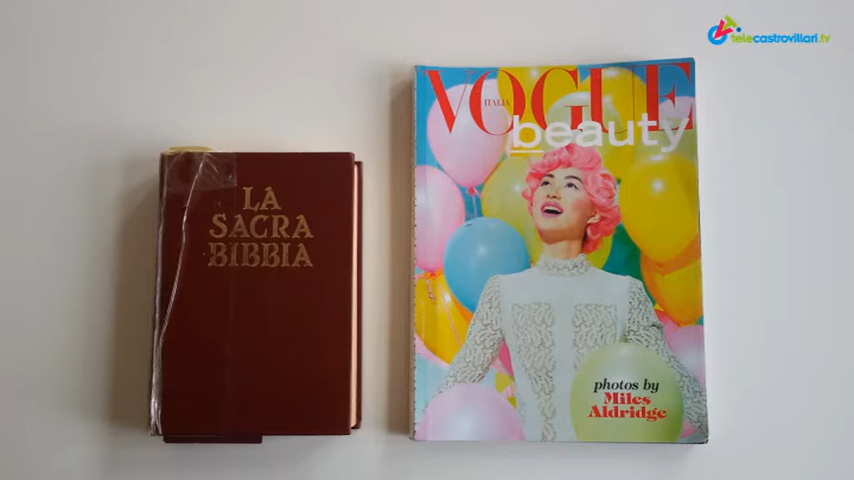 telecastrovillari.tv
LA
SACRA
BIBBIA
VOGUE
ITALIA
beauty
photos by
Miles
Aldridge